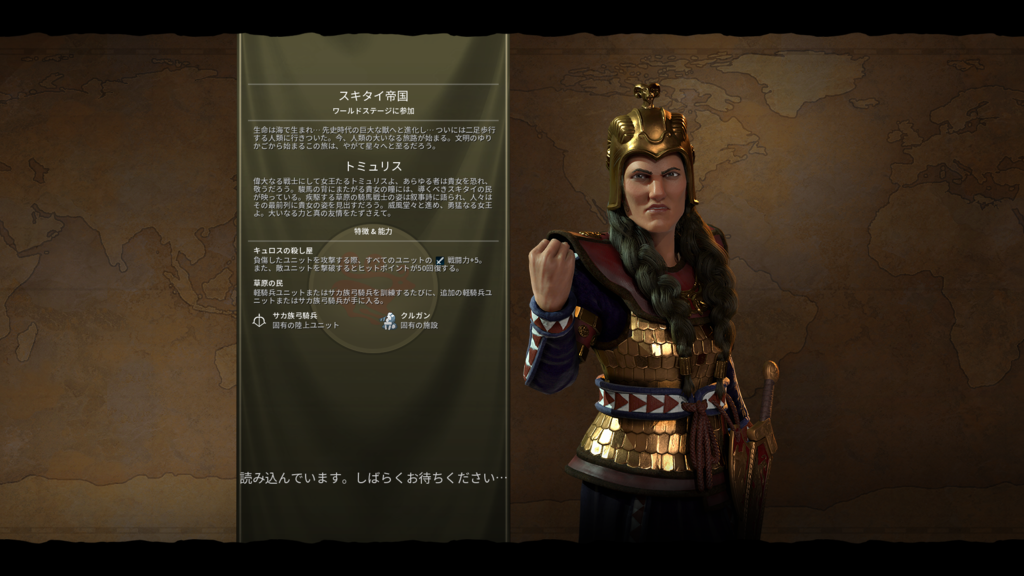 スキタイ帝国
ワールドステージに参加
生命は海で生まれ… 先史時代の巨大な獣へと進化し… ついには二足歩行
する人類に行きついた。今、人類の大いなる旅路が始まる。文明のゆり
かごから始まるこの旅は、やがて星々へと至るだろう。
トミュリス
偉大なる戦士にして女王たるトミュリスよ、あらゆる者は貴女を恐れ、
敬うだろう。駿馬の背にまたがる貴女の瞳には、導くべきスキタイの民
が映っている。疾駆する草原の騎馬戦士の姿は叙事詩に語られ、人々は
その最前列に貴女の姿を見出すだろう。威風堂々と進め、勇猛なる女王
よ。大いなる力と真の友情をたずさえて。
特徴 & 能力
キュロスの殺し屋
負傷したユニットを攻撃する際、すべてのユニットの 戦闘力+5。
また、敵ユニットを撃破するとヒットポイントが50回復する。
草原の民
軽騎兵ユニットまたはサカ族弓騎兵を訓練するたびに、追加の軽騎兵ユ
ニットまたはサカ族弓騎兵が手に入る。
サカ族弓騎兵
固有の陸上ユニット
クルガン
固有の施設
読み込んでいます。しばらくお待ちください…